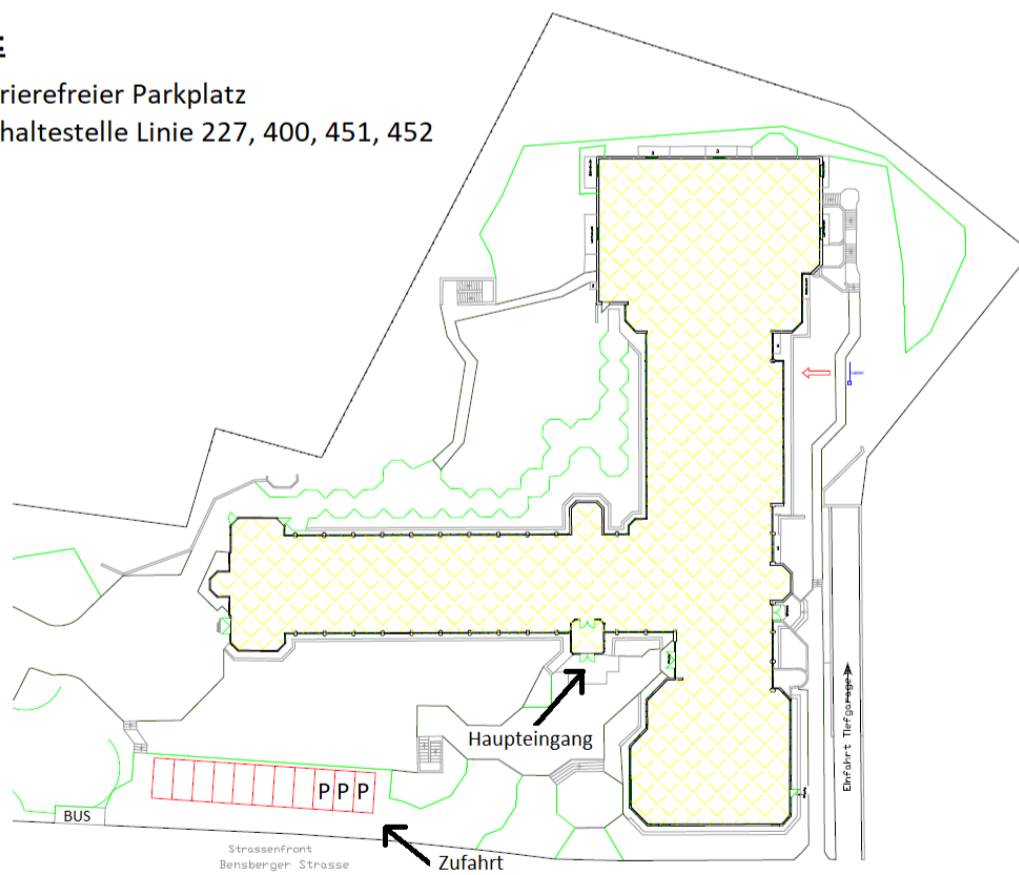 :
rierefreier Parkplatz
haltestelle Linie 227, 400, 451, 452
Haupteingang
Einfahrt Tiefgarage
P P P
BUS
Zufahrt
Strassenfront
Bensberger Strasse